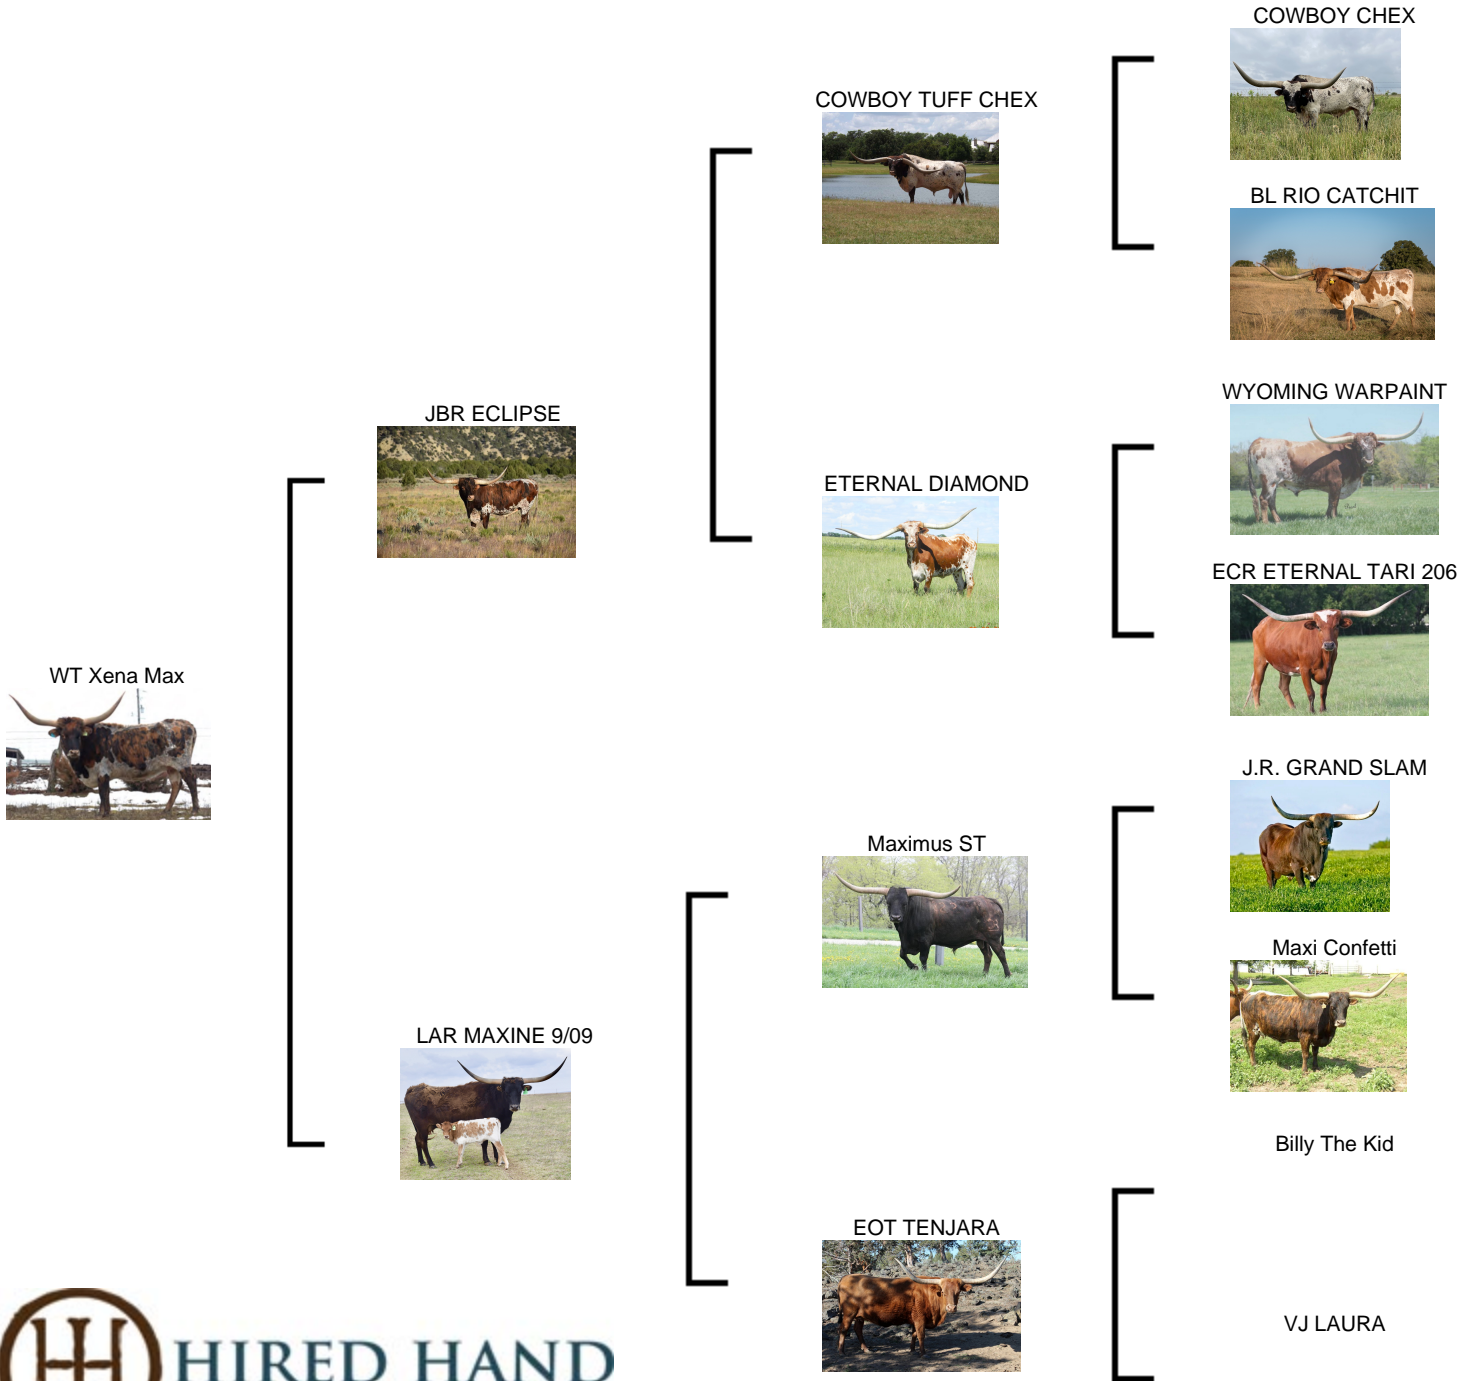 COWBOY CHEX
COWBOY TUFF CHEX
BL RIO CATCHIT
WYOMING WARPAINT
JBR ECLIPSE
ETERNAL DIAMOND
ECR ETERNAL TARI 206
WT Xena Max
J.R. GRAND SLAM
Maximus ST
Maxi Confetti
LAR MAXINE 9/09
Billy The Kid
EOT TENJARA
VJ LAURA
HIRED HAND